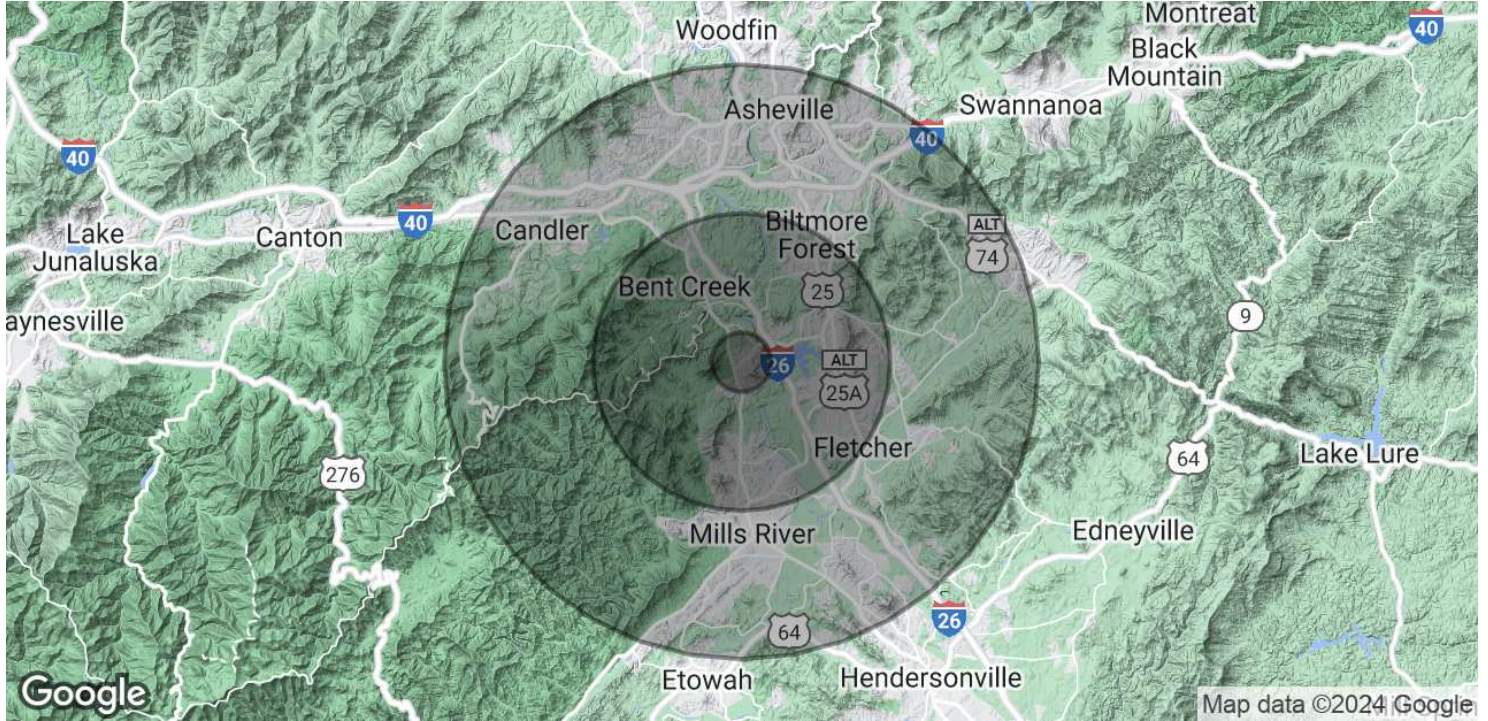 Woodfin
Montreat
40
Black
Mountain
Asheville
Swannanoa
40
40
Lake
Junaluska
Canton
40
Candler
Biltmore
Forest
ALT
74
Bent Creek
25
9
aynesville
26
ALT
25A
Fletcher
276
64
Lake Lure
Mills River
Edneyville
26
64
Etowah
Hendersonville
Google
Map data ©2024 Google